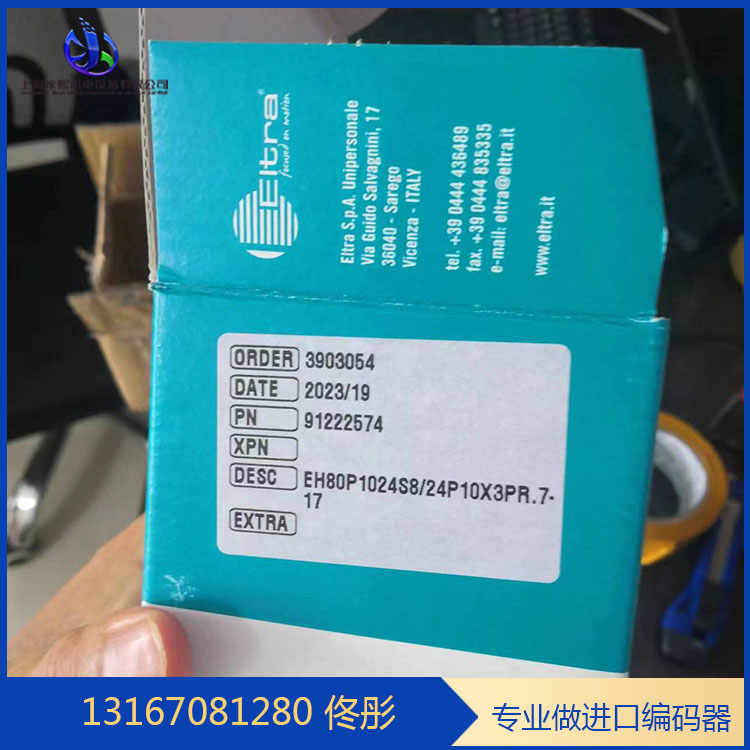 Eltra
focused on motion
Eltra S.p.A. Unipersonale
Via Guido Salvagnini, 17
36040 - Sarego
Vicenza - ITALY
tel. +39 0444 436489
fax. +39 0444 835335
e-mail: eltra@eltra.it
www.eltra.it
ORDER 3903054
DATE 2023/19
PN 91222574
XPN
DESC EH80P1024S8/24P10X3PR.7-
17
EXTRA
13167081280 佟彤
专业做进口编码器